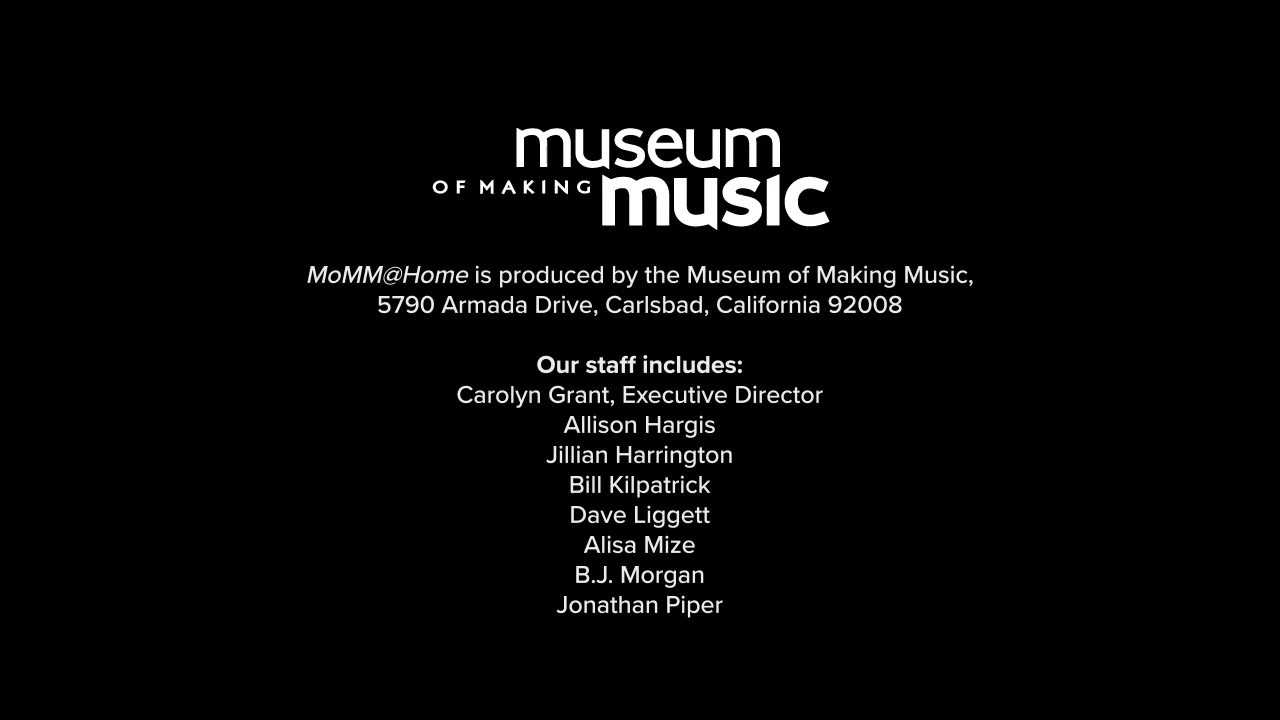 museum
OF MAKING music
MoMM@Home is produced by the Museum of Making Music,
5790 Armada Drive, Carlsbad, California 92008
Our staff includes:
Carolyn Grant, Executive Director
Allison Hargis
Jillian Harrington
Bill Kilpatrick
Dave Liggett
Alisa Mize
B.J. Morgan
Jonathan Piper